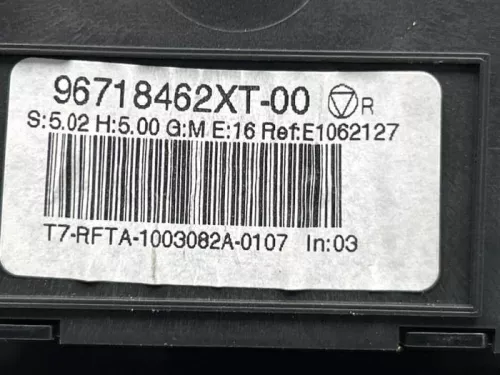 96718462XT-00 R
S:5.02 H:5.00 G:M E:16 Ref:E1062127
T7-RFTA-1003082A-0107 In:03